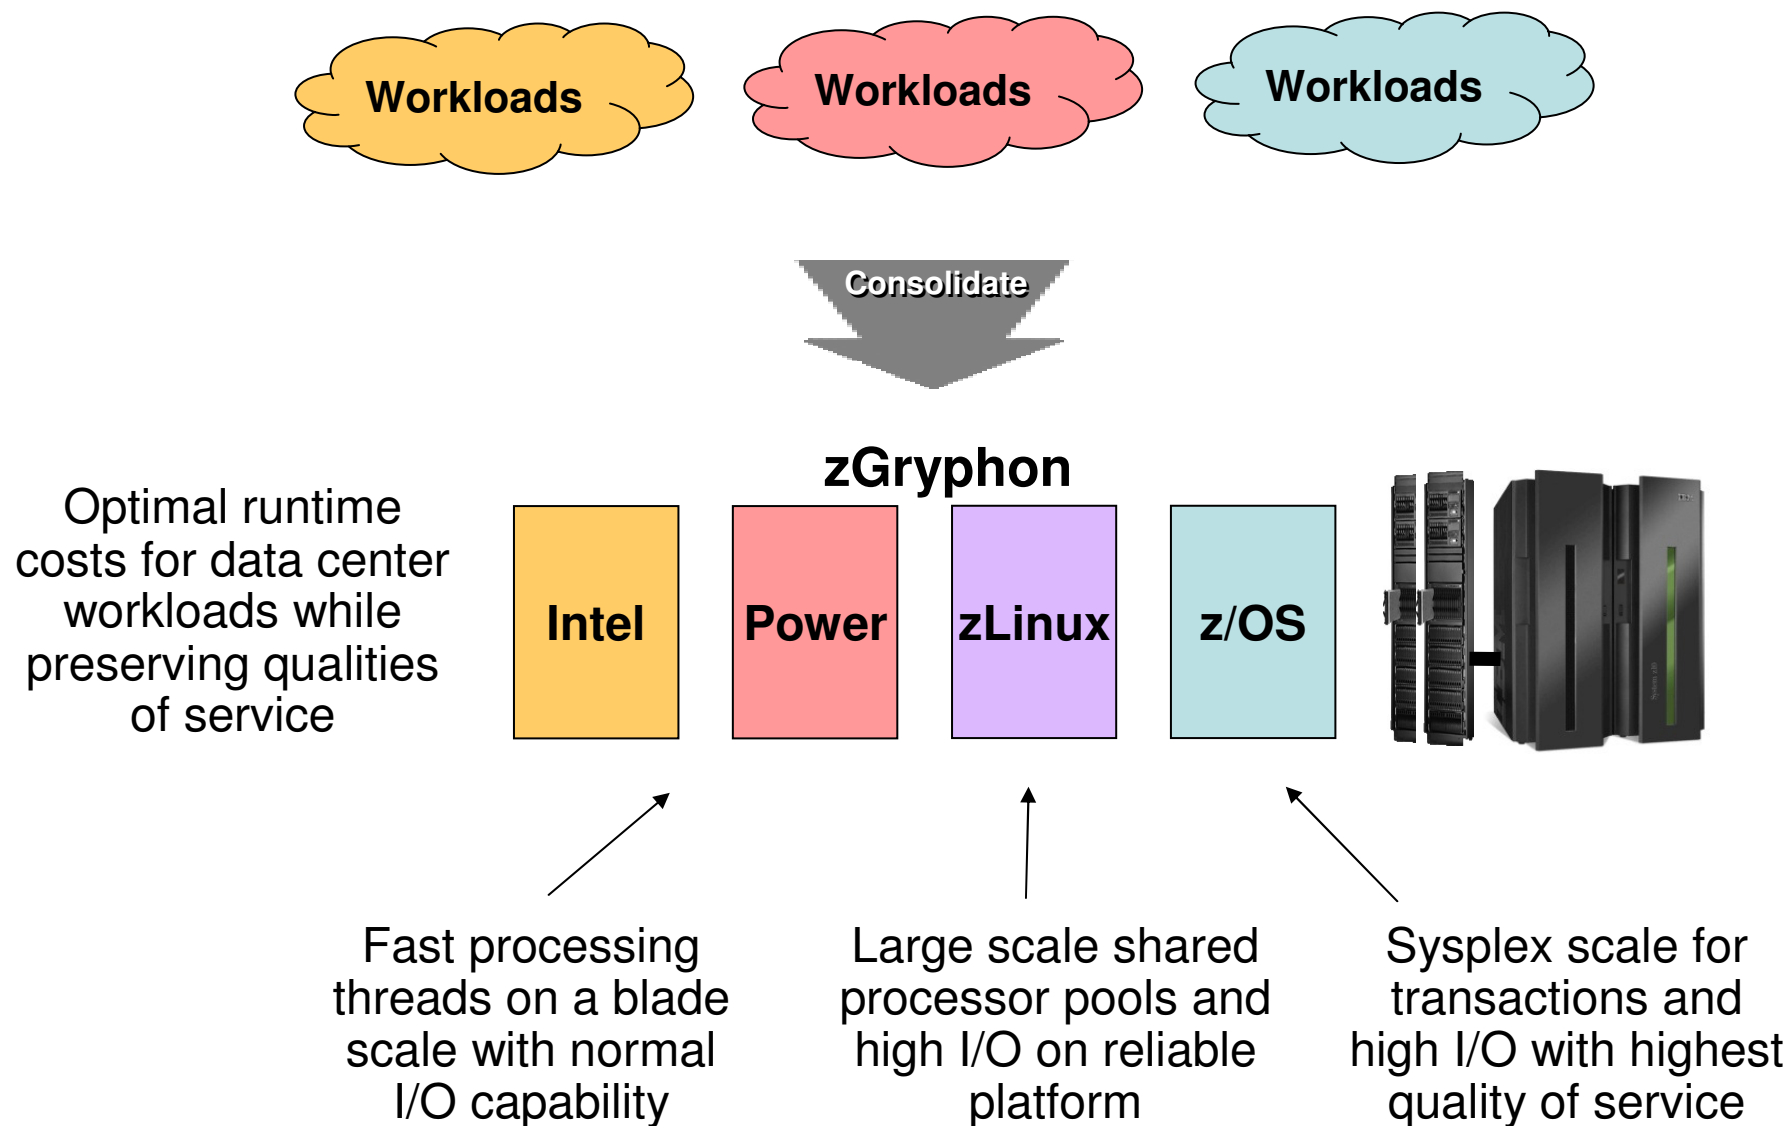 Workloads
Workloads
Workloads
Consolidate
zGryphon
Optimal runtime
costs for data center
workloads while
preserving qualities
of service
Intel
Power
zLinux
z/OS
Fast processing
threads on a blade
scale with normal
I/O capability
Large scale shared
processor pools and
high I/O on reliable
platform
Sysplex scale for
transactions and
high I/O with highest
quality of service